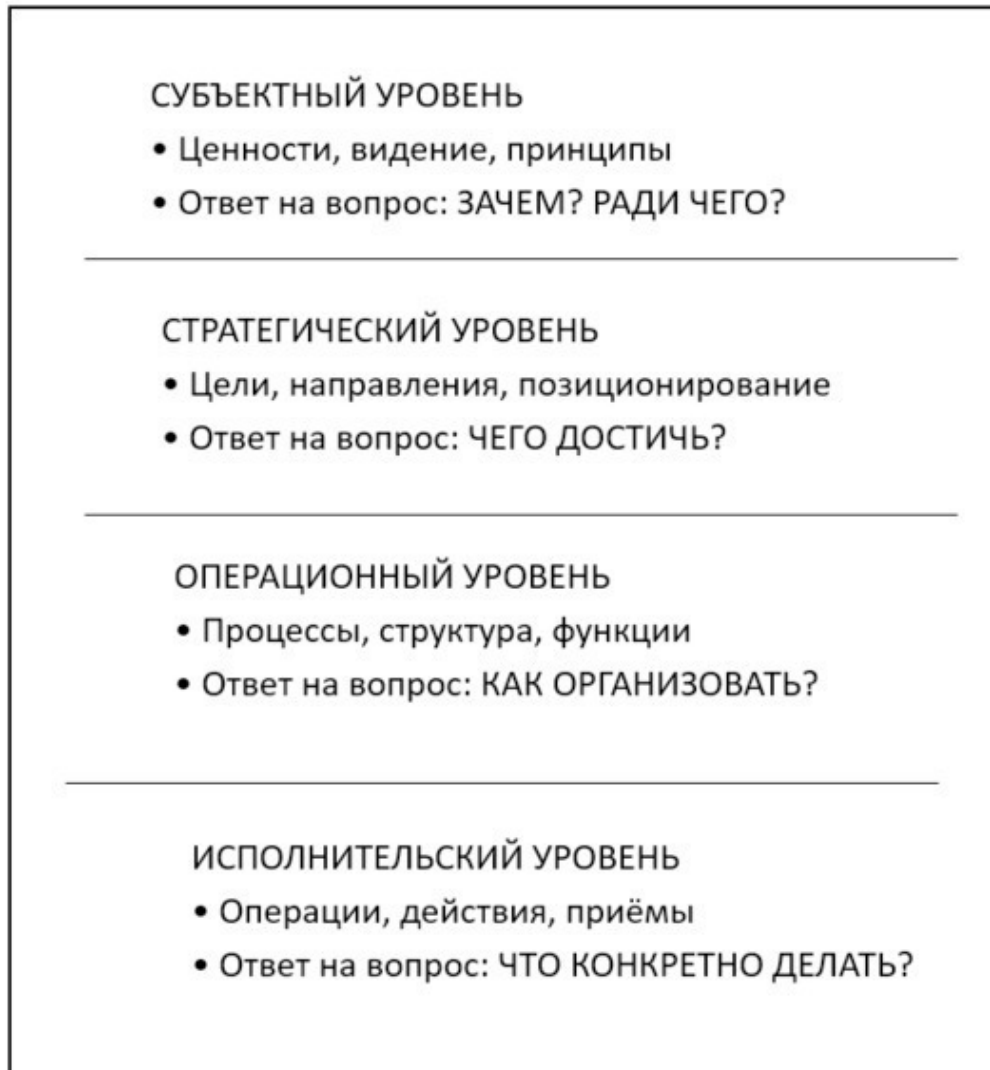 СУБЪЕКТНЫЙ УРОВЕНЬ
• Ценности, видение, принципы
• Ответ на вопрос: ЗАЧЕМ? РАДИ ЧЕГО?
СТРАТЕГИЧЕСКИЙ УРОВЕНЬ
• Цели, направления, позиционирование
• Ответ на вопрос: ЧЕГО ДОСТИЧЬ?
ОПЕРАЦИОННЫЙ УРОВЕНЬ
• Процессы, структура, функции
• Ответ на вопрос: КАК ОРГАНИЗОВАТЬ?
ИСПОЛНИТЕЛЬСКИЙ УРОВЕНЬ
• Операции, действия, приёмы
• Ответ на вопрос: ЧТО КОНКРЕТНО ДЕЛАТЬ?